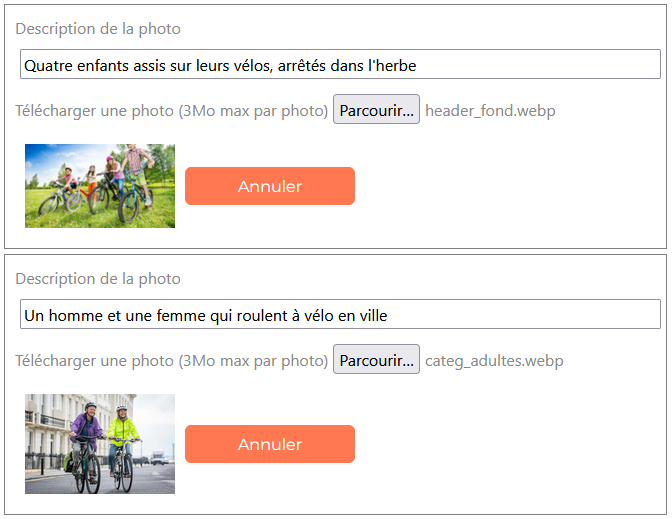 Description de la photo
Quatre enfants assis sur leurs vélos, arrêtés dans l'herbe
Télécharger une photo (3Mo max par photo) Parcourir... header_fond.webp
Annuler
Description de la photo
Un homme et une femme qui roulent à vélo en ville
Télécharger une photo (3Mo max par photo) Parcourir... categ_adultes.webp
Annuler